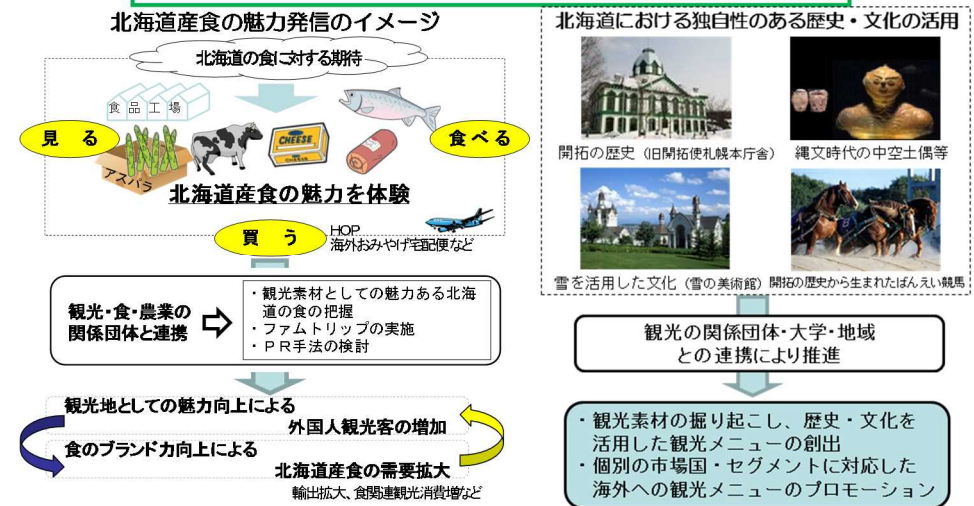 北海道産食の魅力発信のイメージ
北海道の食に対する期待
食品工場
見る
食べる
アスパラ
CHEESE
北海道産食の魅力を体験
買う
HOP
海外おみやげ宅配便など
観光・食・農業の
関係団体と連携
・観光素材としての魅力ある北海
道の食の把握
・ファムトリップの実施
・PR手法の検討
観光地としての魅力向上による
外国人観光客の増加
食のブランド力向上による
北海道産食の需要拡大
輸出拡大、食関連観光消費増など
北海道における独自性のある歴史・文化の活用
開拓の歴史（旧開拓使札幌本庁舎）
縄文時代の中空土偶等
雪を活用した文化（雪の美術館）
開拓の歴史から生まれたばんえい競馬
観光の関係団体・大学・地域
との連携により推進
・観光素材の掘り起こし、歴史・文化を
活用した観光メニューの創出
・個別の市場国・セグメントに対応した
海外への観光メニューのプロモーション